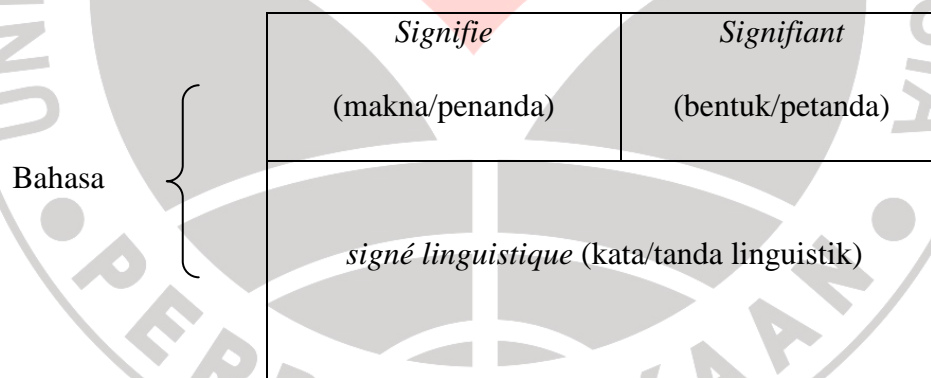 Signifie Signifiant
(makna/penanda) (bentuk/petanda)
Bahasa
signé linguistique (kata/tanda linguistik)